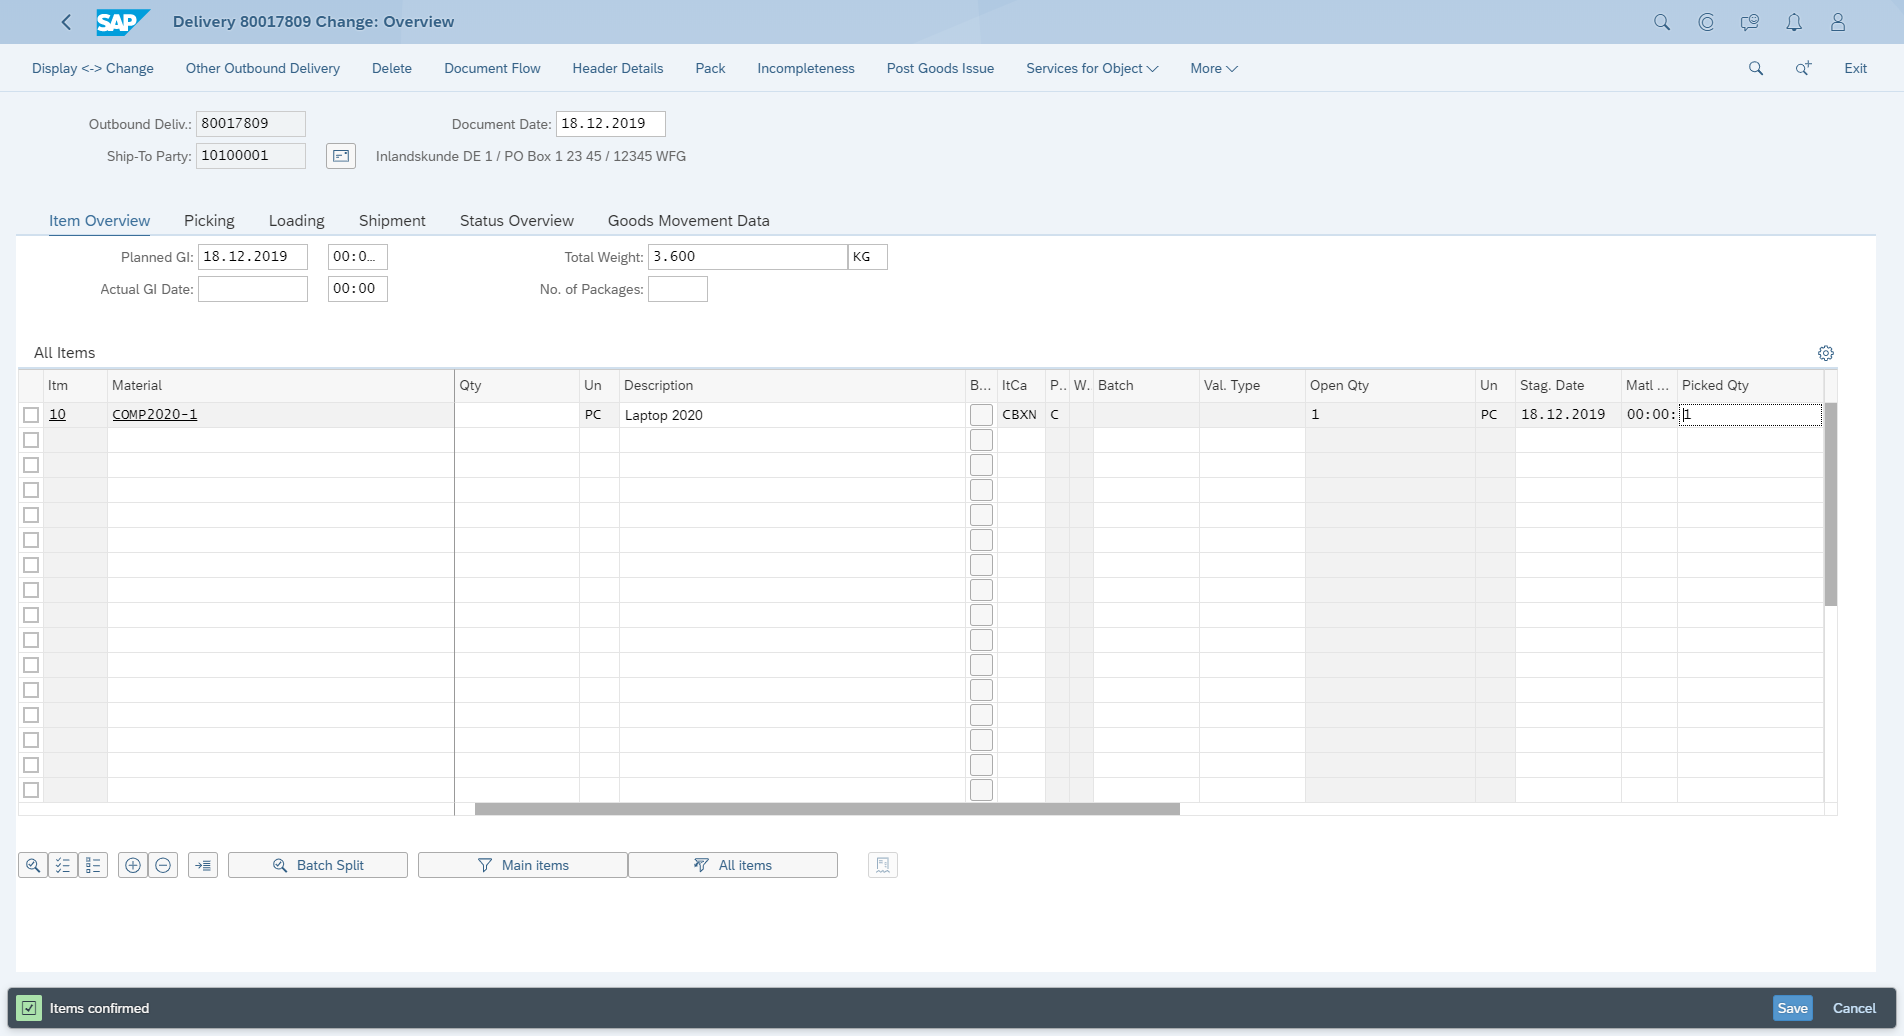 SAP Delivery 80017809 Change: Overview
Display <-> Change Other Outbound Delivery Delete Document Flow Header Details Pack Incompleteness Post Goods Issue Services for Object More Exit
Outbound Deliv.: 80017809 Document Date: 18.12.2019
Ship-To Party: 10100001 Inlandskunde DE 1 / PO Box 1 23 45 / 12345 WFG
Item Overview Picking Loading Shipment Status Overview Goods Movement Data
Planned GI: 18.12.2019 00:0... Total Weight: 3.600 KG
Actual GI Date: 00:00 No. of Packages:
All Items
Itm Material Qty Un Description B... ItCa P.. W. Batch Val. Type Open Qty Un Stag. Date Matl ... Picked Qty
10 COMP2020-1 PC Laptop 2020 CBXN C 1 PC 18.12.2019 00:00: 1
Batch Split Main items All items
Items confirmed Save Cancel